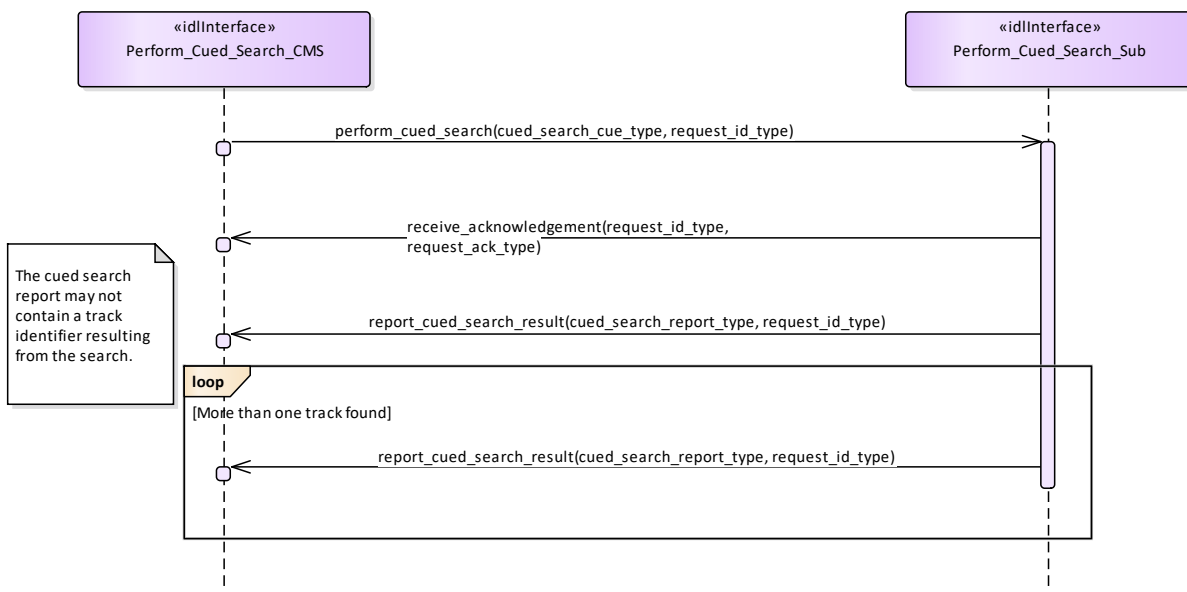 «idlInterface»
Perform_Cued_Search_CMS
«idlInterface»
Perform_Cued_Search_Sub
perform_cued_search(cued_search_cue_type, request_id_type)
receive_acknowledgement(request_id_type,
request_ack_type)
The cued search
report may not
contain a track
identifier resulting
from the search.
report_cued_search_result(cued_search_report_type, request_id_type)
loop
[More than one track found]
report_cued_search_result(cued_search_report_type, request_id_type)